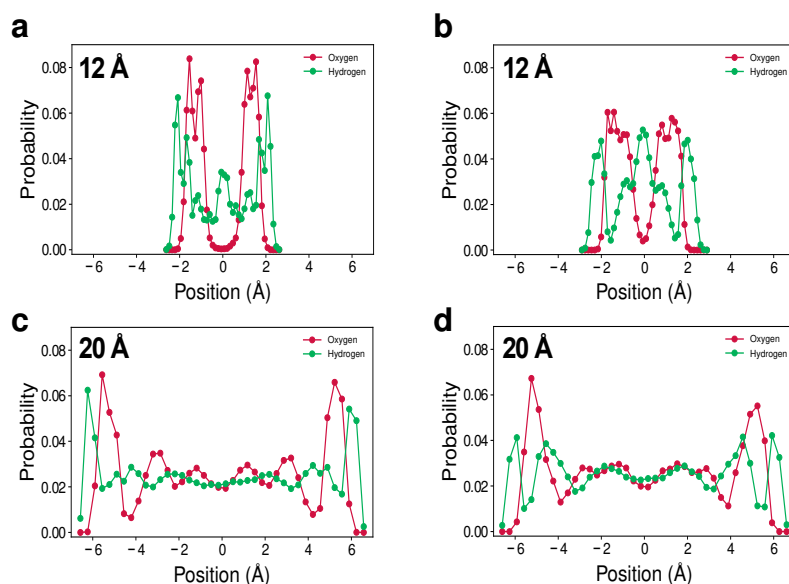 a
12 Å
Oxygen
Hydrogen
Probability
0.08
0.06
0.04
0.02
0.00
−6 −4 −2 0 2 4 6
Position (Å)
b
12 Å
Oxygen
Hydrogen
Probability
0.08
0.06
0.04
0.02
0.00
−6 −4 −2 0 2 4 6
Position (Å)
c
20 Å
Oxygen
Hydrogen
Probability
0.08
0.06
0.04
0.02
0.00
−6 −4 −2 0 2 4 6
Position (Å)
d
20 Å
Oxygen
Hydrogen
Probability
0.08
0.06
0.04
0.02
0.00
−6 −4 −2 0 2 4 6
Position (Å)